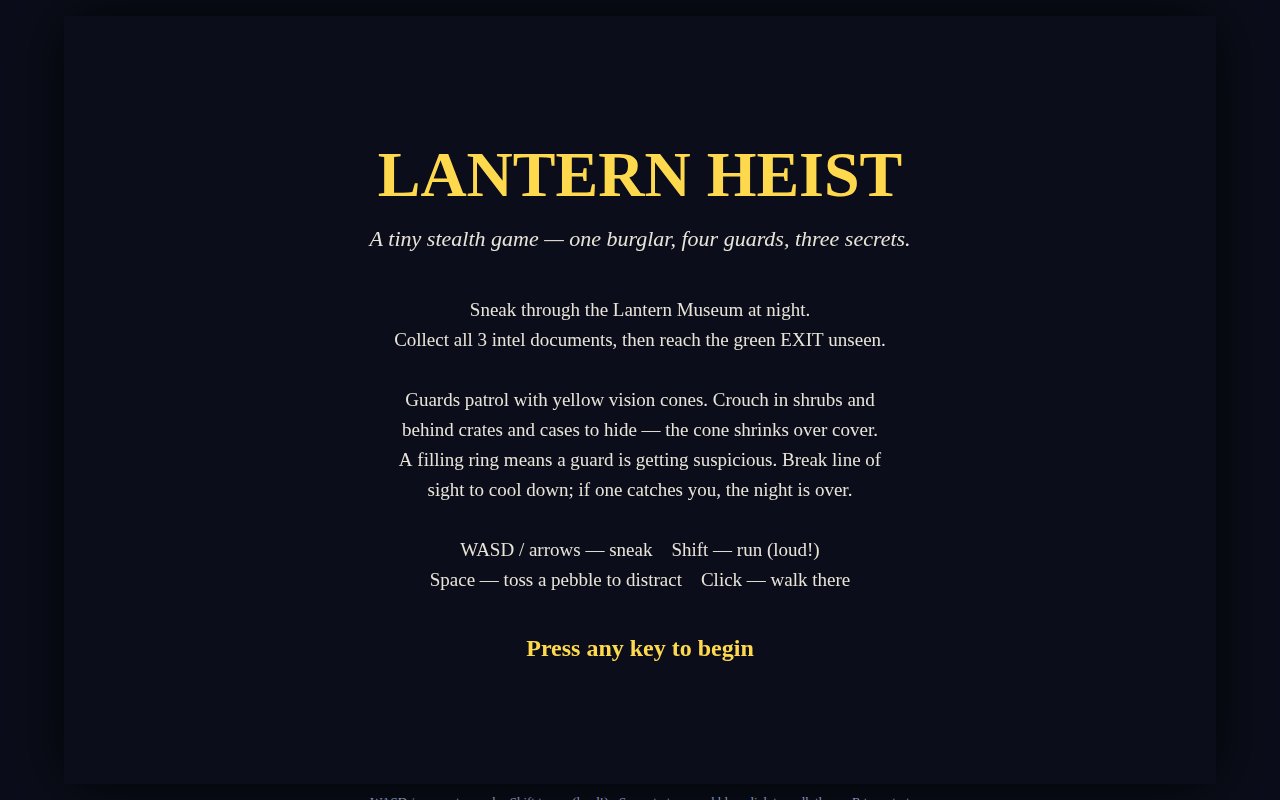 LANTERN HEIST
A tiny stealth game — one burglar, four guards, three secrets.
Sneak through the Lantern Museum at night.
Collect all 3 intel documents, then reach the green EXIT unseen.
Guards patrol with yellow vision cones. Crouch in shrubs and
behind crates and cases to hide — the cone shrinks over cover.
A filling ring means a guard is getting suspicious. Break line of
sight to cool down; if one catches you, the night is over.
WASD / arrows — sneak    Shift — run (loud!)
Space — toss a pebble to distract    Click — walk there
Press any key to begin